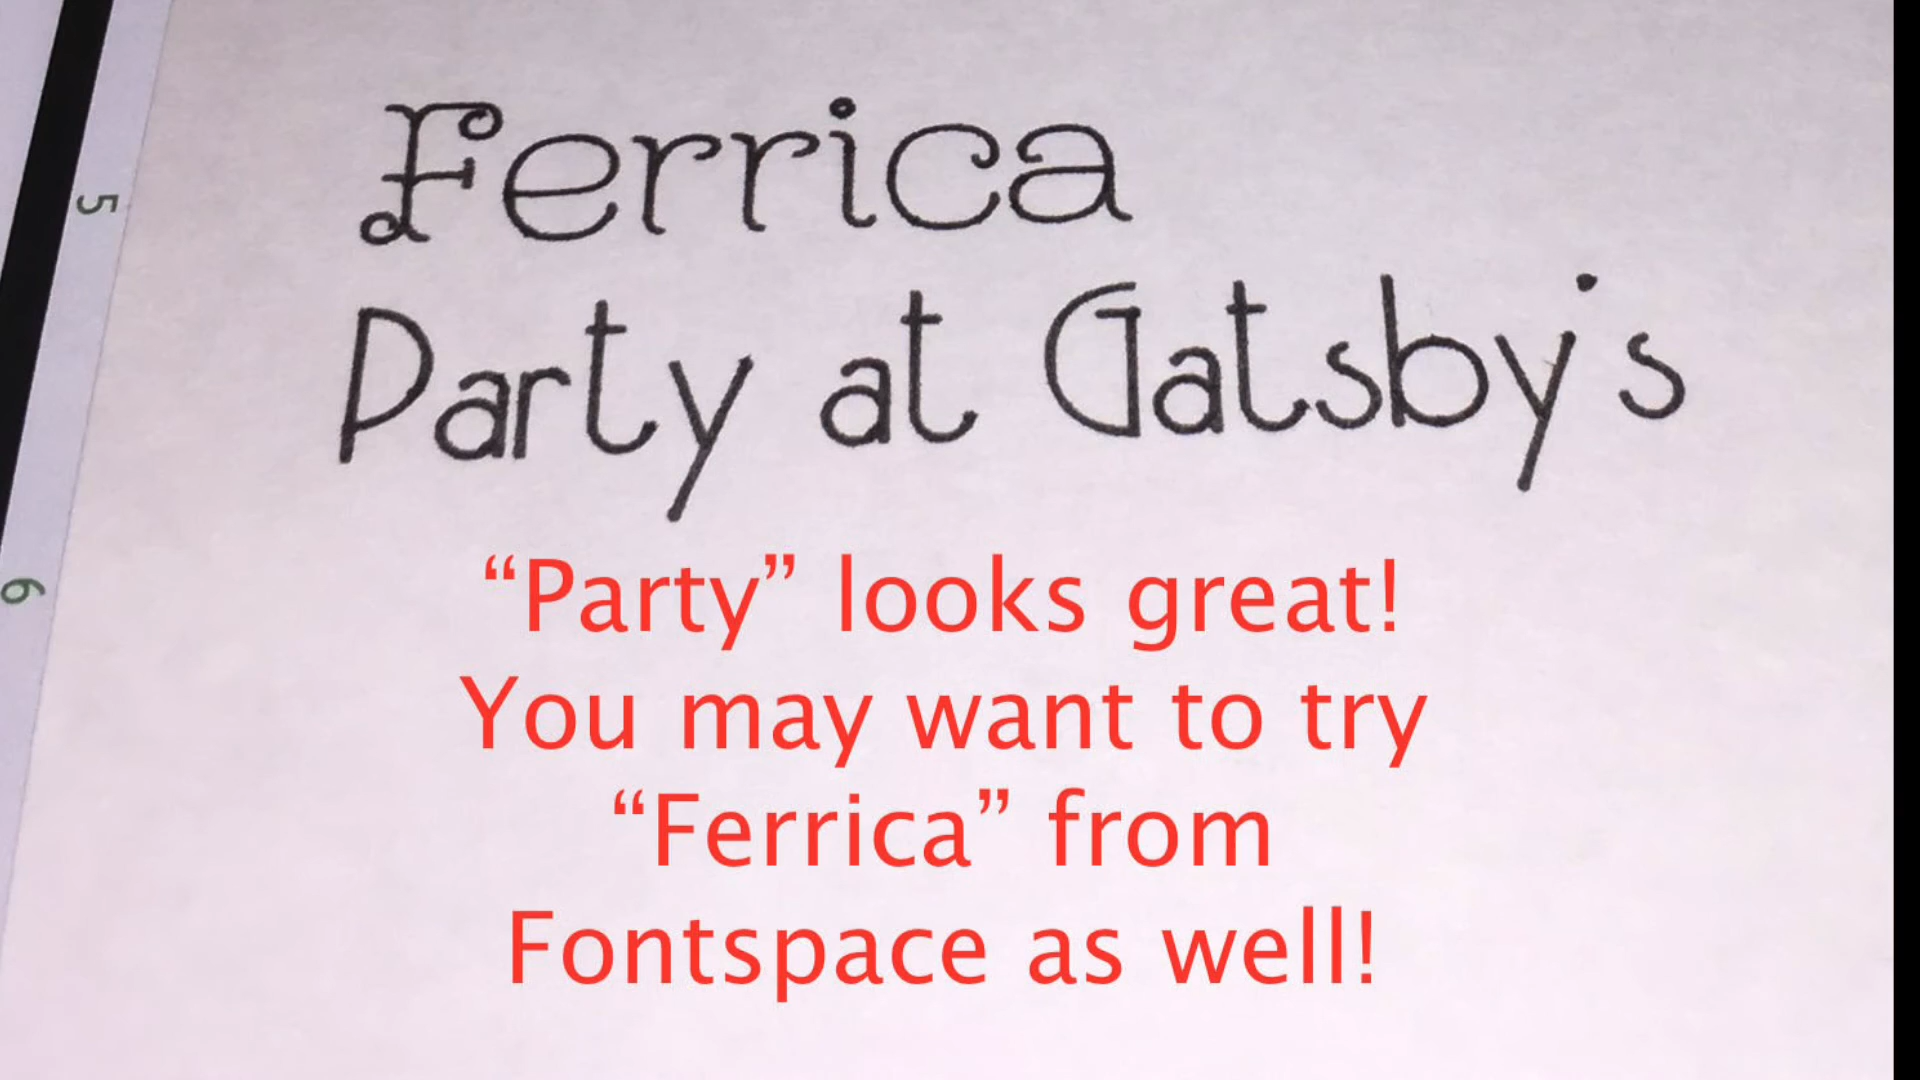 Ferrica
5
Party at Gatsby's
“Party” looks great!
6
You may want to try
“Ferrica” from
Fontspace as well!